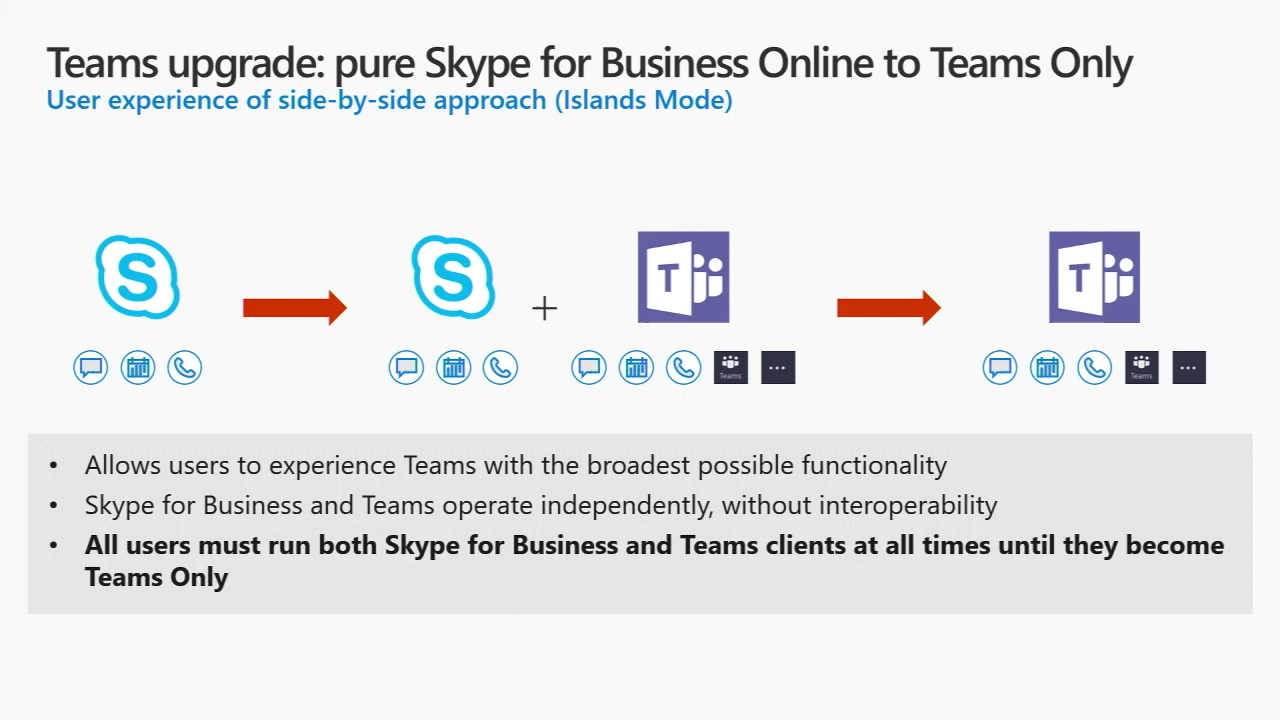 Teams upgrade: pure Skype for Business Online to Teams Only
User experience of side-by-side approach (Islands Mode)
S
S
+
T
T
Teams
...
Teams
...
• Allows users to experience Teams with the broadest possible functionality
• Skype for Business and Teams operate independently, without interoperability
• All users must run both Skype for Business and Teams clients at all times until they become
Teams Only